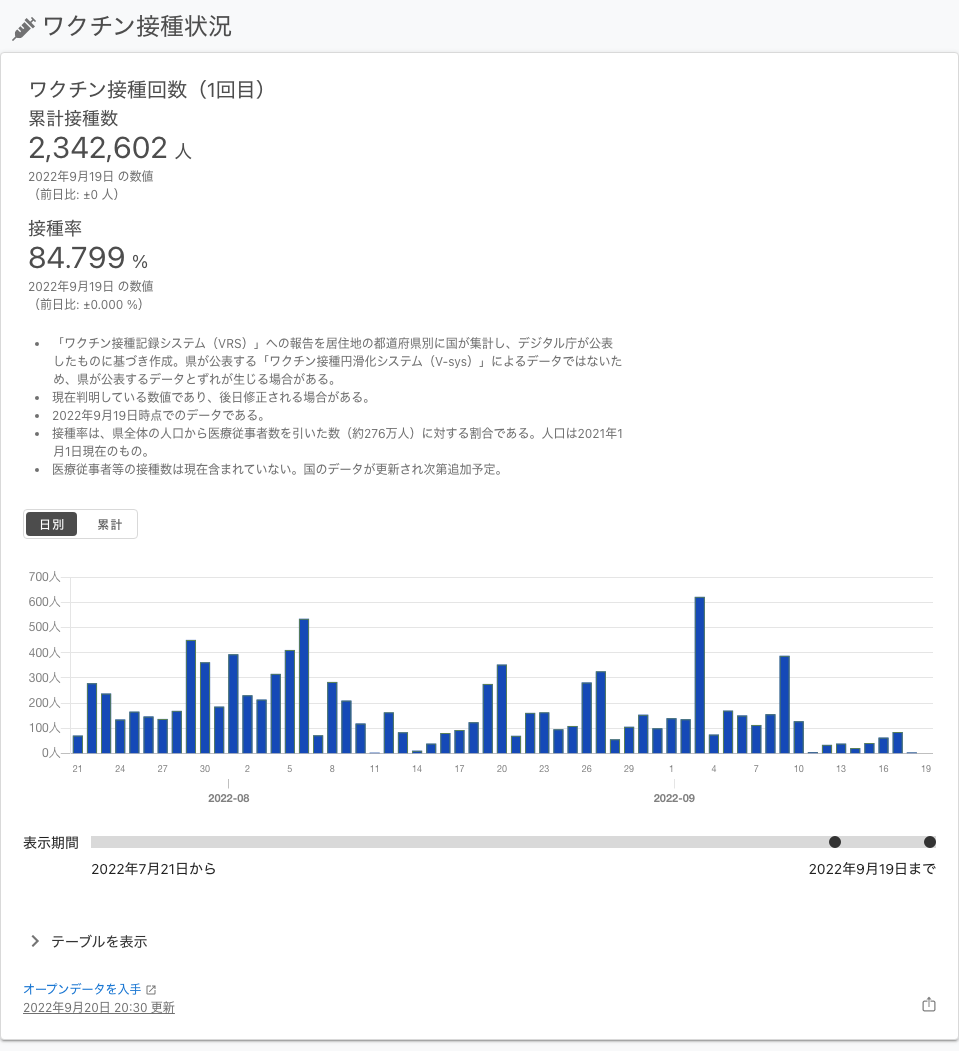 ワクチン接種状況
ワクチン接種回数（1回目）
累計接種数
2,342,602 人
2022年9月19日 の数値
（前日比: ±0 人）
接種率
84.799 %
2022年9月19日 の数値
（前日比: ±0.000 %）
• 「ワクチン接種記録システム（VRS）」への報告を居住地の都道府県別に国が集計し、デジタル庁が公表
したものに基づき作成。県が公表する「ワクチン接種円滑化システム（V-sys）」によるデータではないた
め、県が公表するデータとずれが生じる場合がある。
• 現在判明している数値であり、後日修正される場合がある。
• 2022年9月19日時点でのデータである。
• 接種率は、県全体の人口から医療従事者数を引いた数（約276万人）に対する割合である。人口は2021年1
月1日現在のもの。
• 医療従事者等の接種数は現在含まれていない。国のデータが更新され次第追加予定。
日別 累計
700人
600人
500人
400人
300人
200人
100人
0人
21 24 27 30 2 5 8 11 14 17 20 23 26 29 1 4 7 10 13 16 19
2022-08 2022-09
表示期間
2022年7月21日から 2022年9月19日まで
テーブルを表示
オープンデータを入手
2022年9月20日 20:30 更新